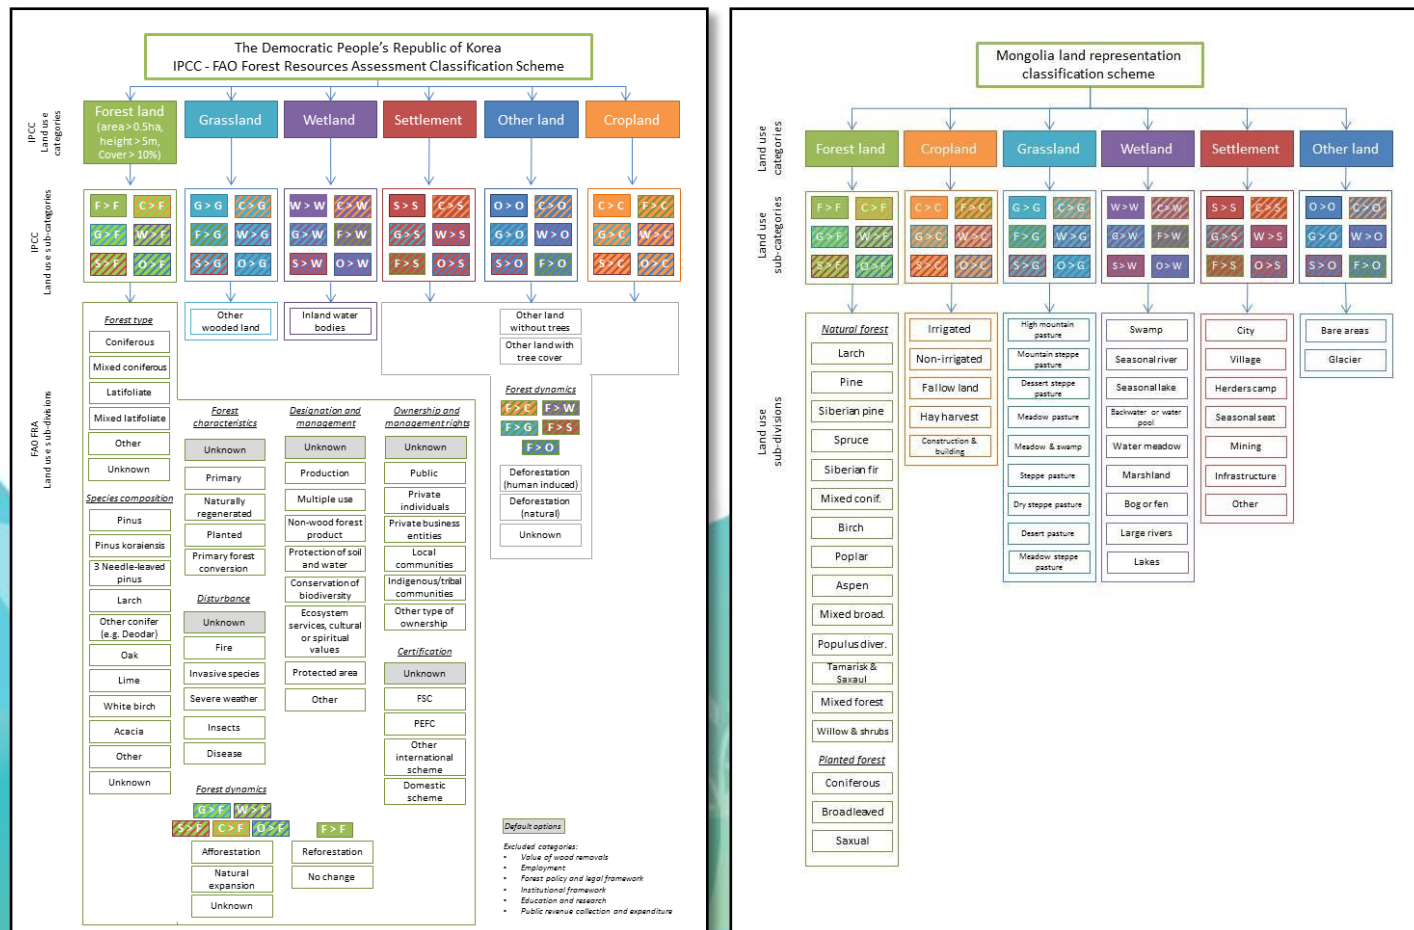 The Democratic People's Republic of Korea
IPCC - FAO Forest Resources Assessment Classification Scheme
IPCC
Land use
categories
Forest land
(area > 0.5ha,
height > 5m,
Cover > 10%)
Grassland
Wetland
Settlement
Other land
Cropland
IPCC
Land use sub-categories
F > F
C > F
G > F
W > F
S > F
O > F
G > G
C > G
F > G
W > G
S > G
O > G
W > W
C > W
G > W
F > W
S > W
O > W
S > S
C > S
G > S
W > S
F > S
O > S
O > O
C > O
G > O
W > O
S > O
F > O
C > C
F > C
G > C
W > C
S > C
O > C
FAO FRA
Land use sub-divisions
Forest type
Coniferous
Mixed coniferous
Latifoliate
Mixed latifoliate
Other
Unknown
Species composition
Pinus
Pinus koraiensis
3 Needle-leaved
pinus
Larch
Other conifer
(e.g. Deodar)
Oak
Lime
White birch
Acacia
Other
Unknown
Other
wooded land
Inland water
bodies
Other land
without trees
Other land with
tree cover
Forest
characteristics
Unknown
Primary
Naturally
regenerated
Planted
Primary forest
conversion
Disturbance
Unknown
Fire
Invasive species
Severe weather
Insects
Disease
Designation and
management
Unknown
Production
Multiple use
Non-wood forest
product
Protection of soil
and water
Conservation of
biodiversity
Ecosystem
services, cultural
or spiritual
values
Protected area
Other
Ownership and
management rights
Unknown
Public
Private
individuals
Private business
entities
Local
communities
Indigenous/tribal
communities
Other type of
ownership
Certification
Unknown
FSC
PEFC
Other
international
scheme
Domestic
scheme
Forest dynamics
F > C
F > W
F > G
F > S
F > O
Deforestation
(human induced)
Deforestation
(natural)
Unknown
Forest dynamics
G > F
W > F
S > F
C > F
O > F
F > F
Afforestation
Natural
expansion
Unknown
Reforestation
No change
Default options
Excluded categories:
• Value of wood removals
• Employment
• Forest policy and legal framework
• Institutional framework
• Education and research
• Public revenue collection and expenditure
Mongolia land representation
classification scheme
Land use
categories
Forest land
Cropland
Grassland
Wetland
Settlement
Other land
Land use
sub-categories
F > F
C > F
G > F
W > F
S > F
O > F
C > C
F > C
G > C
W > C
S > C
O > C
G > G
C > G
F > G
W > G
S > G
O > G
W > W
C > W
G > W
F > W
S > W
O > W
S > S
C > S
G > S
W > S
F > S
O > S
O > O
C > O
G > O
W > O
S > O
F > O
Land use
sub-divisions
Natural forest
Larch
Pine
Siberian pine
Spruce
Siberian fir
Mixed conif.
Birch
Poplar
Aspen
Mixed broad.
Populus diver.
Tamarisk &
Saxaul
Mixed forest
Willow & shrubs
Planted forest
Coniferous
Broadleaved
Saxual
Irrigated
Non-irrigated
Fallow land
Hay harvest
Construction &
building
High mountain
pasture
Mountain steppe
pasture
Dessert steppe
pasture
Meadow pasture
Meadow & swamp
Steppe pasture
Dry steppe pasture
Desert pasture
Meadow steppe
pasture
Swamp
Seasonal river
Seasonal lake
Backwater or water
pool
Water meadow
Marshland
Bog or fen
Large rivers
Lakes
City
Village
Herders camp
Seasonal seat
Mining
Infrastructure
Other
Bare areas
Glacier